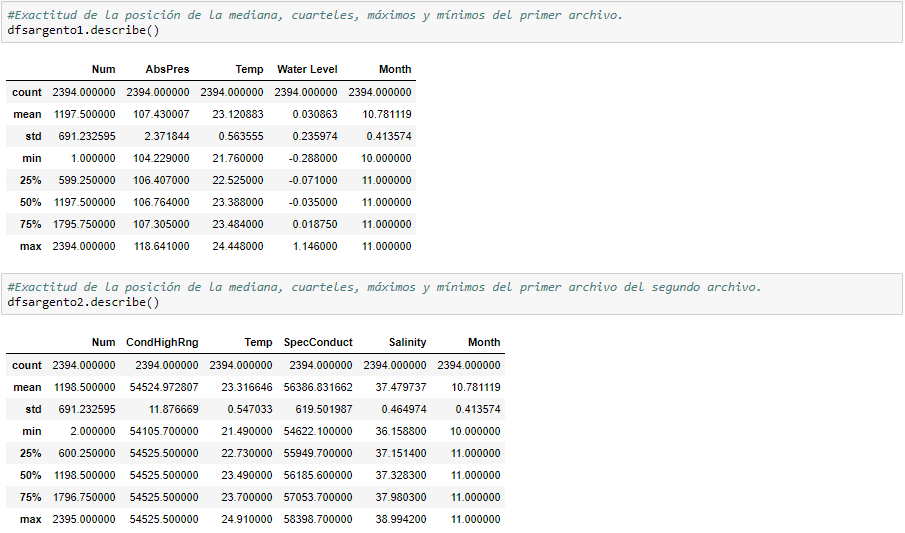 #Exactitud de la posición de la mediana, cuarteles, máximos y mínimos del primer archivo.
dfsargento1.describe()
Num AbsPres Temp Water Level Month
count 2394.000000 2394.000000 2394.000000 2394.000000 2394.000000
mean 1197.500000 107.430007 23.120883 0.030863 10.781119
std 691.232595 2.371844 0.563555 0.235974 0.413574
min 1.000000 104.229000 21.760000 -0.288000 10.000000
25% 599.250000 106.407000 22.525000 -0.071000 11.000000
50% 1197.500000 106.764000 23.388000 -0.035000 11.000000
75% 1795.750000 107.305000 23.484000 0.018750 11.000000
max 2394.000000 118.641000 24.448000 1.146000 11.000000
#Exactitud de la posición de la mediana, cuarteles, máximos y mínimos del primer archivo del segundo archivo.
dfsargento2.describe()
Num CondHighRng Temp SpecConduct Salinity Month
count 2394.000000 2394.000000 2394.000000 2394.000000 2394.000000 2394.000000
mean 1198.500000 54524.972807 23.316646 56386.831662 37.479737 10.781119
std 691.232595 11.876669 0.547033 619.501987 0.464974 0.413574
min 2.000000 54105.700000 21.490000 54622.100000 36.158800 10.000000
25% 600.250000 54525.500000 22.730000 55949.700000 37.151400 11.000000
50% 1198.500000 54525.500000 23.490000 56185.600000 37.328300 11.000000
75% 1796.750000 54525.500000 23.700000 57053.700000 37.980300 11.000000
max 2395.000000 54525.500000 24.910000 58398.700000 38.994200 11.000000